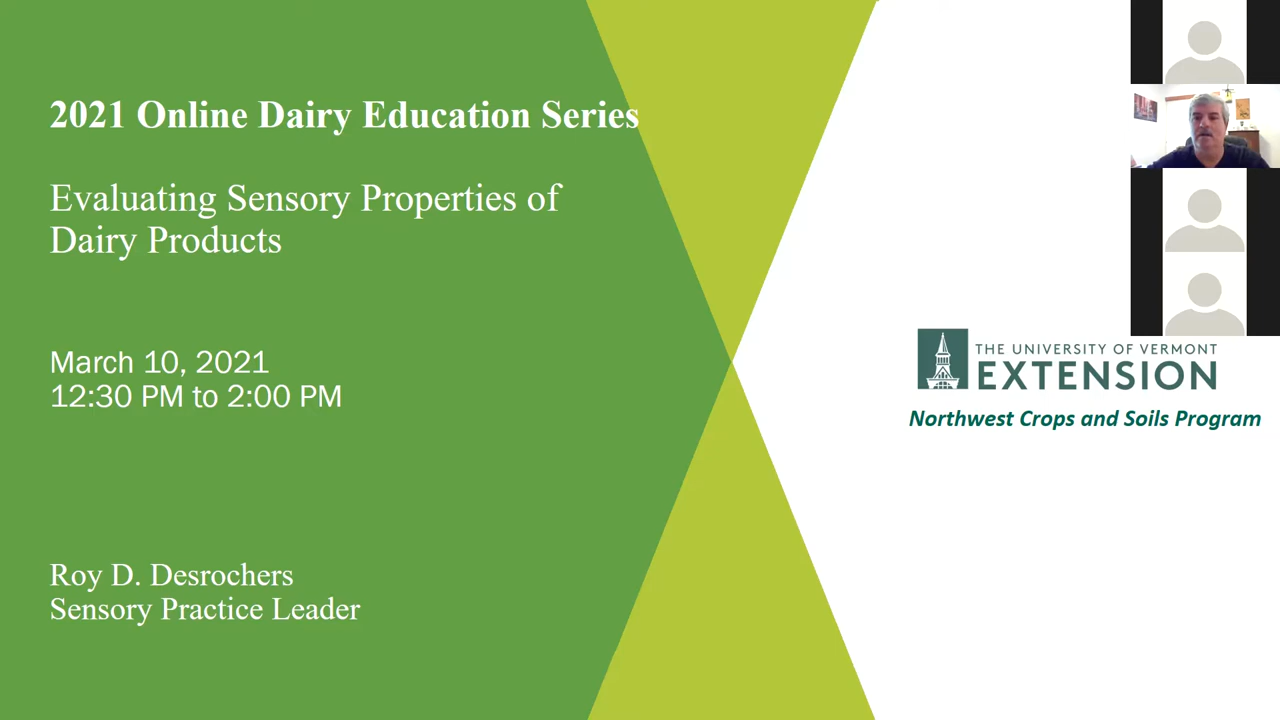 2021 Online Dairy Education Series
Evaluating Sensory Properties of
Dairy Products
March 10, 2021
12:30 PM to 2:00 PM
Roy D. Desrochers
Sensory Practice Leader
THE UNIVERSITY OF VERMONT
EXTENSION
Northwest Crops and Soils Program